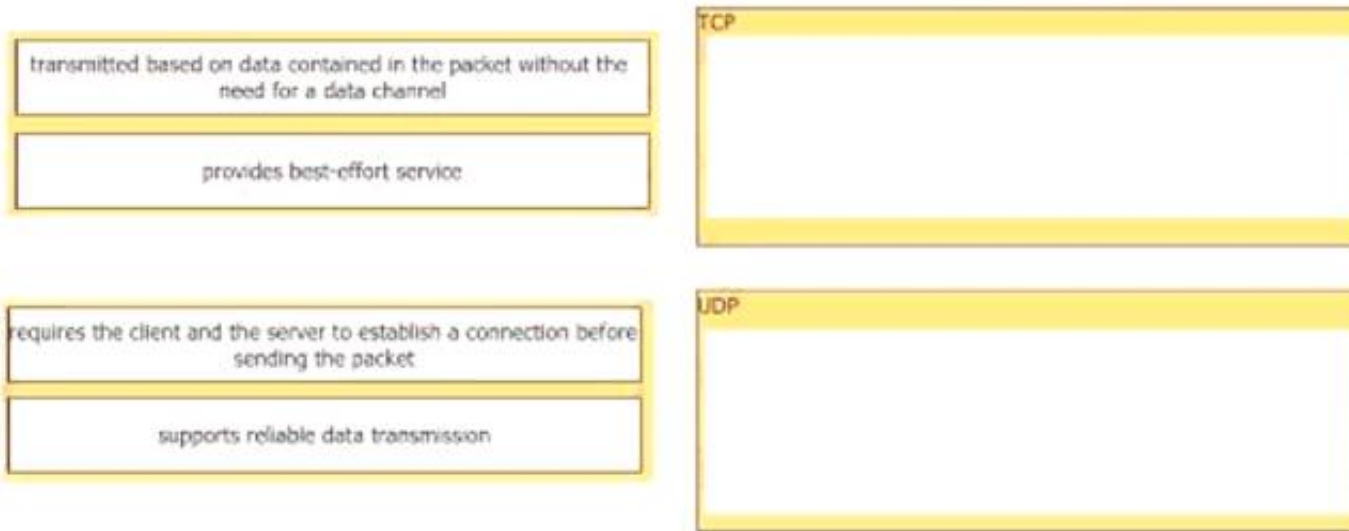 transmitted based on data contained in the packet without the
need for a data channel
provides best-effort service
requires the client and the server to establish a connection before
sending the packet
supports reliable data transmission
TCP
UDP